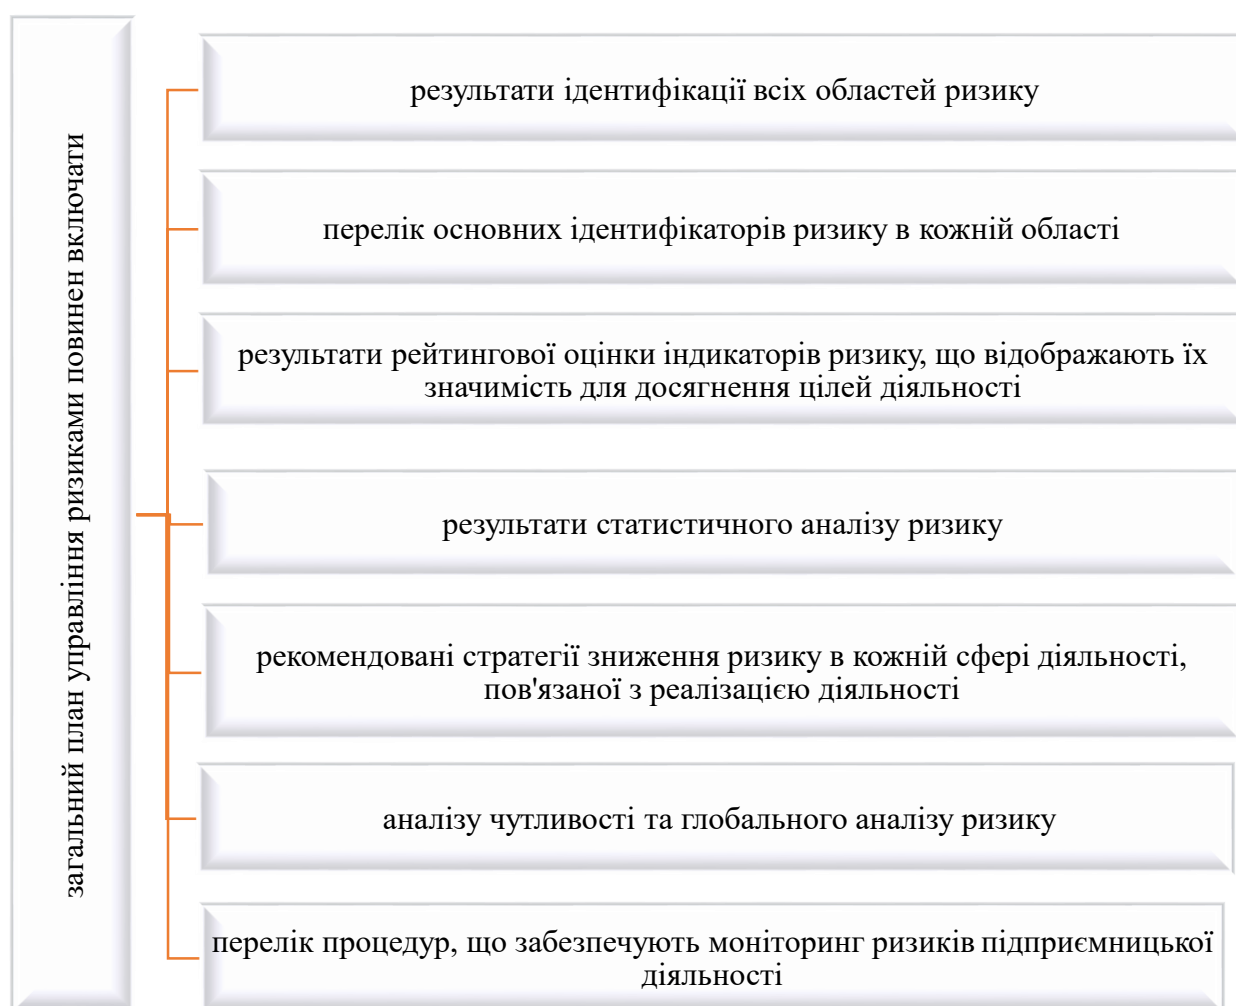 загальний план управління ризиками повинен включати
результати ідентифікації всіх областей ризику
перелік основних ідентифікаторів ризику в кожній області
результати рейтингової оцінки індикаторів ризику, що відображають їх
значимість для досягнення цілей діяльності
результати статистичного аналізу ризику
рекомендовані стратегії зниження ризику в кожній сфері діяльності,
пов'язаної з реалізацією діяльності
аналізу чутливості та глобального аналізу ризику
перелік процедур, що забезпечують моніторинг ризиків підприємницької
діяльності